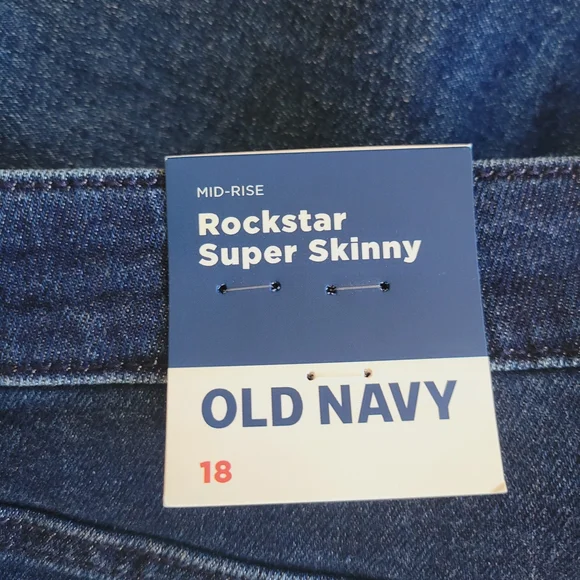 MID-RISE
Rockstar
Super Skinny
OLD NAVY
18